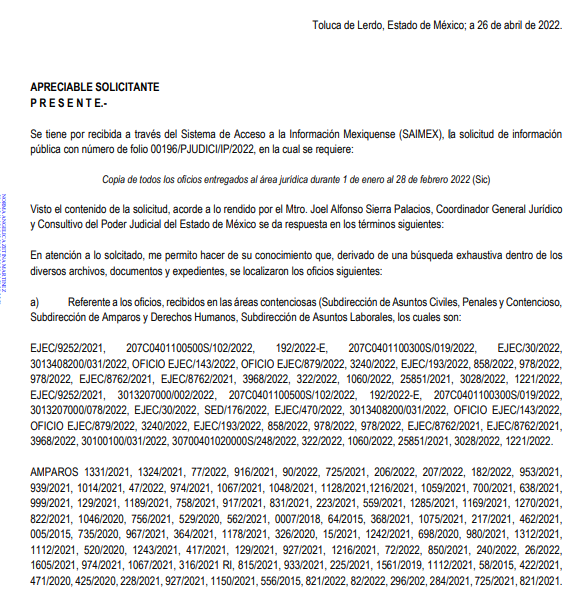 Toluca de Lerdo, Estado de México; a 26 de abril de 2022.
APRECIABLE SOLICITANTE
P R E S E N T E.-
Se tiene por recibida a través del Sistema de Acceso a la Información Mexiquense (SAIMEX), la solicitud de información
pública con número de folio 00196/PJUDICI/IP/2022, en la cual se requiere:
Copia de todos los oficios entregados al área jurídica durante 1 de enero al 28 de febrero 2022 (Sic)
Visto el contenido de la solicitud, acorde a lo rendido por el Mtro. Joel Alfonso Sierra Palacios, Coordinador General Jurídico
y Consultivo del Poder Judicial del Estado de México se da respuesta en los términos siguientes:
En atención a lo solcitado, me permito hacer de su conocimiento que, derivado de una búsqueda exhaustiva dentro de los
diversos archivos, documentos y expedientes, se localizaron los oficios siguientes:
a) Referente a los oficios, recibidos en las áreas contenciosas (Subdirección de Asuntos Civiles, Penales y Contencioso,
Subdirección de Amparos y Derechos Humanos, Subdirección de Asuntos Laborales, los cuales son:
EJEC/9252/2021, 207C0401100500S/102/2022, 192/2022-E, 207C0401100300S/019/2022, EJEC/30/2022,
3013408200/031/2022, OFICIO EJEC/143/2022, OFICIO EJEC/879/2022, 3240/2022, EJEC/193/2022, 858/2022, 978/2022,
978/2022, EJEC/8762/2021, EJEC/8762/2021, 3968/2022, 322/2022, 1060/2022, 25851/2021, 3028/2022, 1221/2022,
EJEC/9252/2021, 3013207000/002/2022, 207C0401100500S/102/2022, 192/2022-E, 207C0401100300S/019/2022,
3013207000/078/2022, EJEC/30/2022, SED/176/2022, EJEC/470/2022, 3013408200/031/2022, OFICIO EJEC/143/2022,
OFICIO EJEC/879/2022, 3240/2022, EJEC/193/2022, 858/2022, 978/2022, 978/2022, EJEC/8762/2021, EJEC/8762/2021,
3968/2022, 30100100/031/2022, 30700401020000S/248/2022, 322/2022, 1060/2022, 25851/2021, 3028/2022, 1221/2022.
AMPAROS 1331/2021, 1324/2021, 77/2022, 916/2021, 90/2022, 725/2021, 206/2022, 207/2022, 182/2022, 953/2021,
939/2021, 1014/2021, 47/2022, 974/2021, 1067/2021, 1048/2021, 1128/2021,1216/2021, 1059/2021, 700/2021, 638/2021,
999/2021, 129/2021, 1189/2021, 758/2021, 917/2021, 831/2021, 223/2021, 559/2021, 1285/2021, 1169/2021, 1270/2021,
822/2021, 1046/2020, 756/2021, 529/2020, 562/2021, 0007/2018, 64/2015, 368/2021, 1075/2021, 217/2021, 462/2021,
005/2015, 735/2020, 967/2021, 364/2021, 1178/2021, 326/2020, 15/2021, 1242/2021, 698/2020, 980/2021, 1312/2021,
1112/2021, 520/2020, 1243/2021, 417/2021, 129/2021, 927/2021, 1216/2021, 72/2022, 850/2021, 240/2022, 26/2022,
1605/2021, 974/2021, 1067/2021, 316/2021 RI, 815/2021, 933/2021, 225/2021, 1561/2019, 1112/2021, 58/2015, 422/2021,
471/2020, 425/2020, 228/2021, 927/2021, 1150/2021, 556/2015, 821/2022, 82/2022, 296/202, 284/2021, 725/2021, 821/2021.